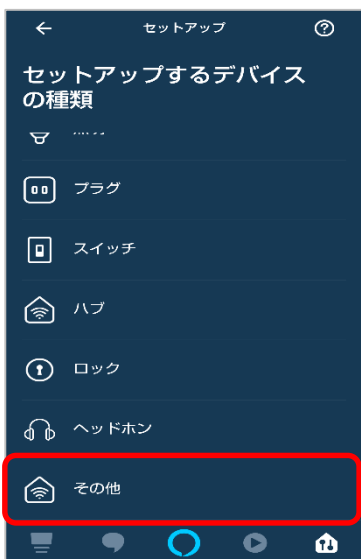 セットアップ
セットアップするデバイス
の種類
プラグ
スイッチ
ハブ
ロック
ヘッドホン
その他